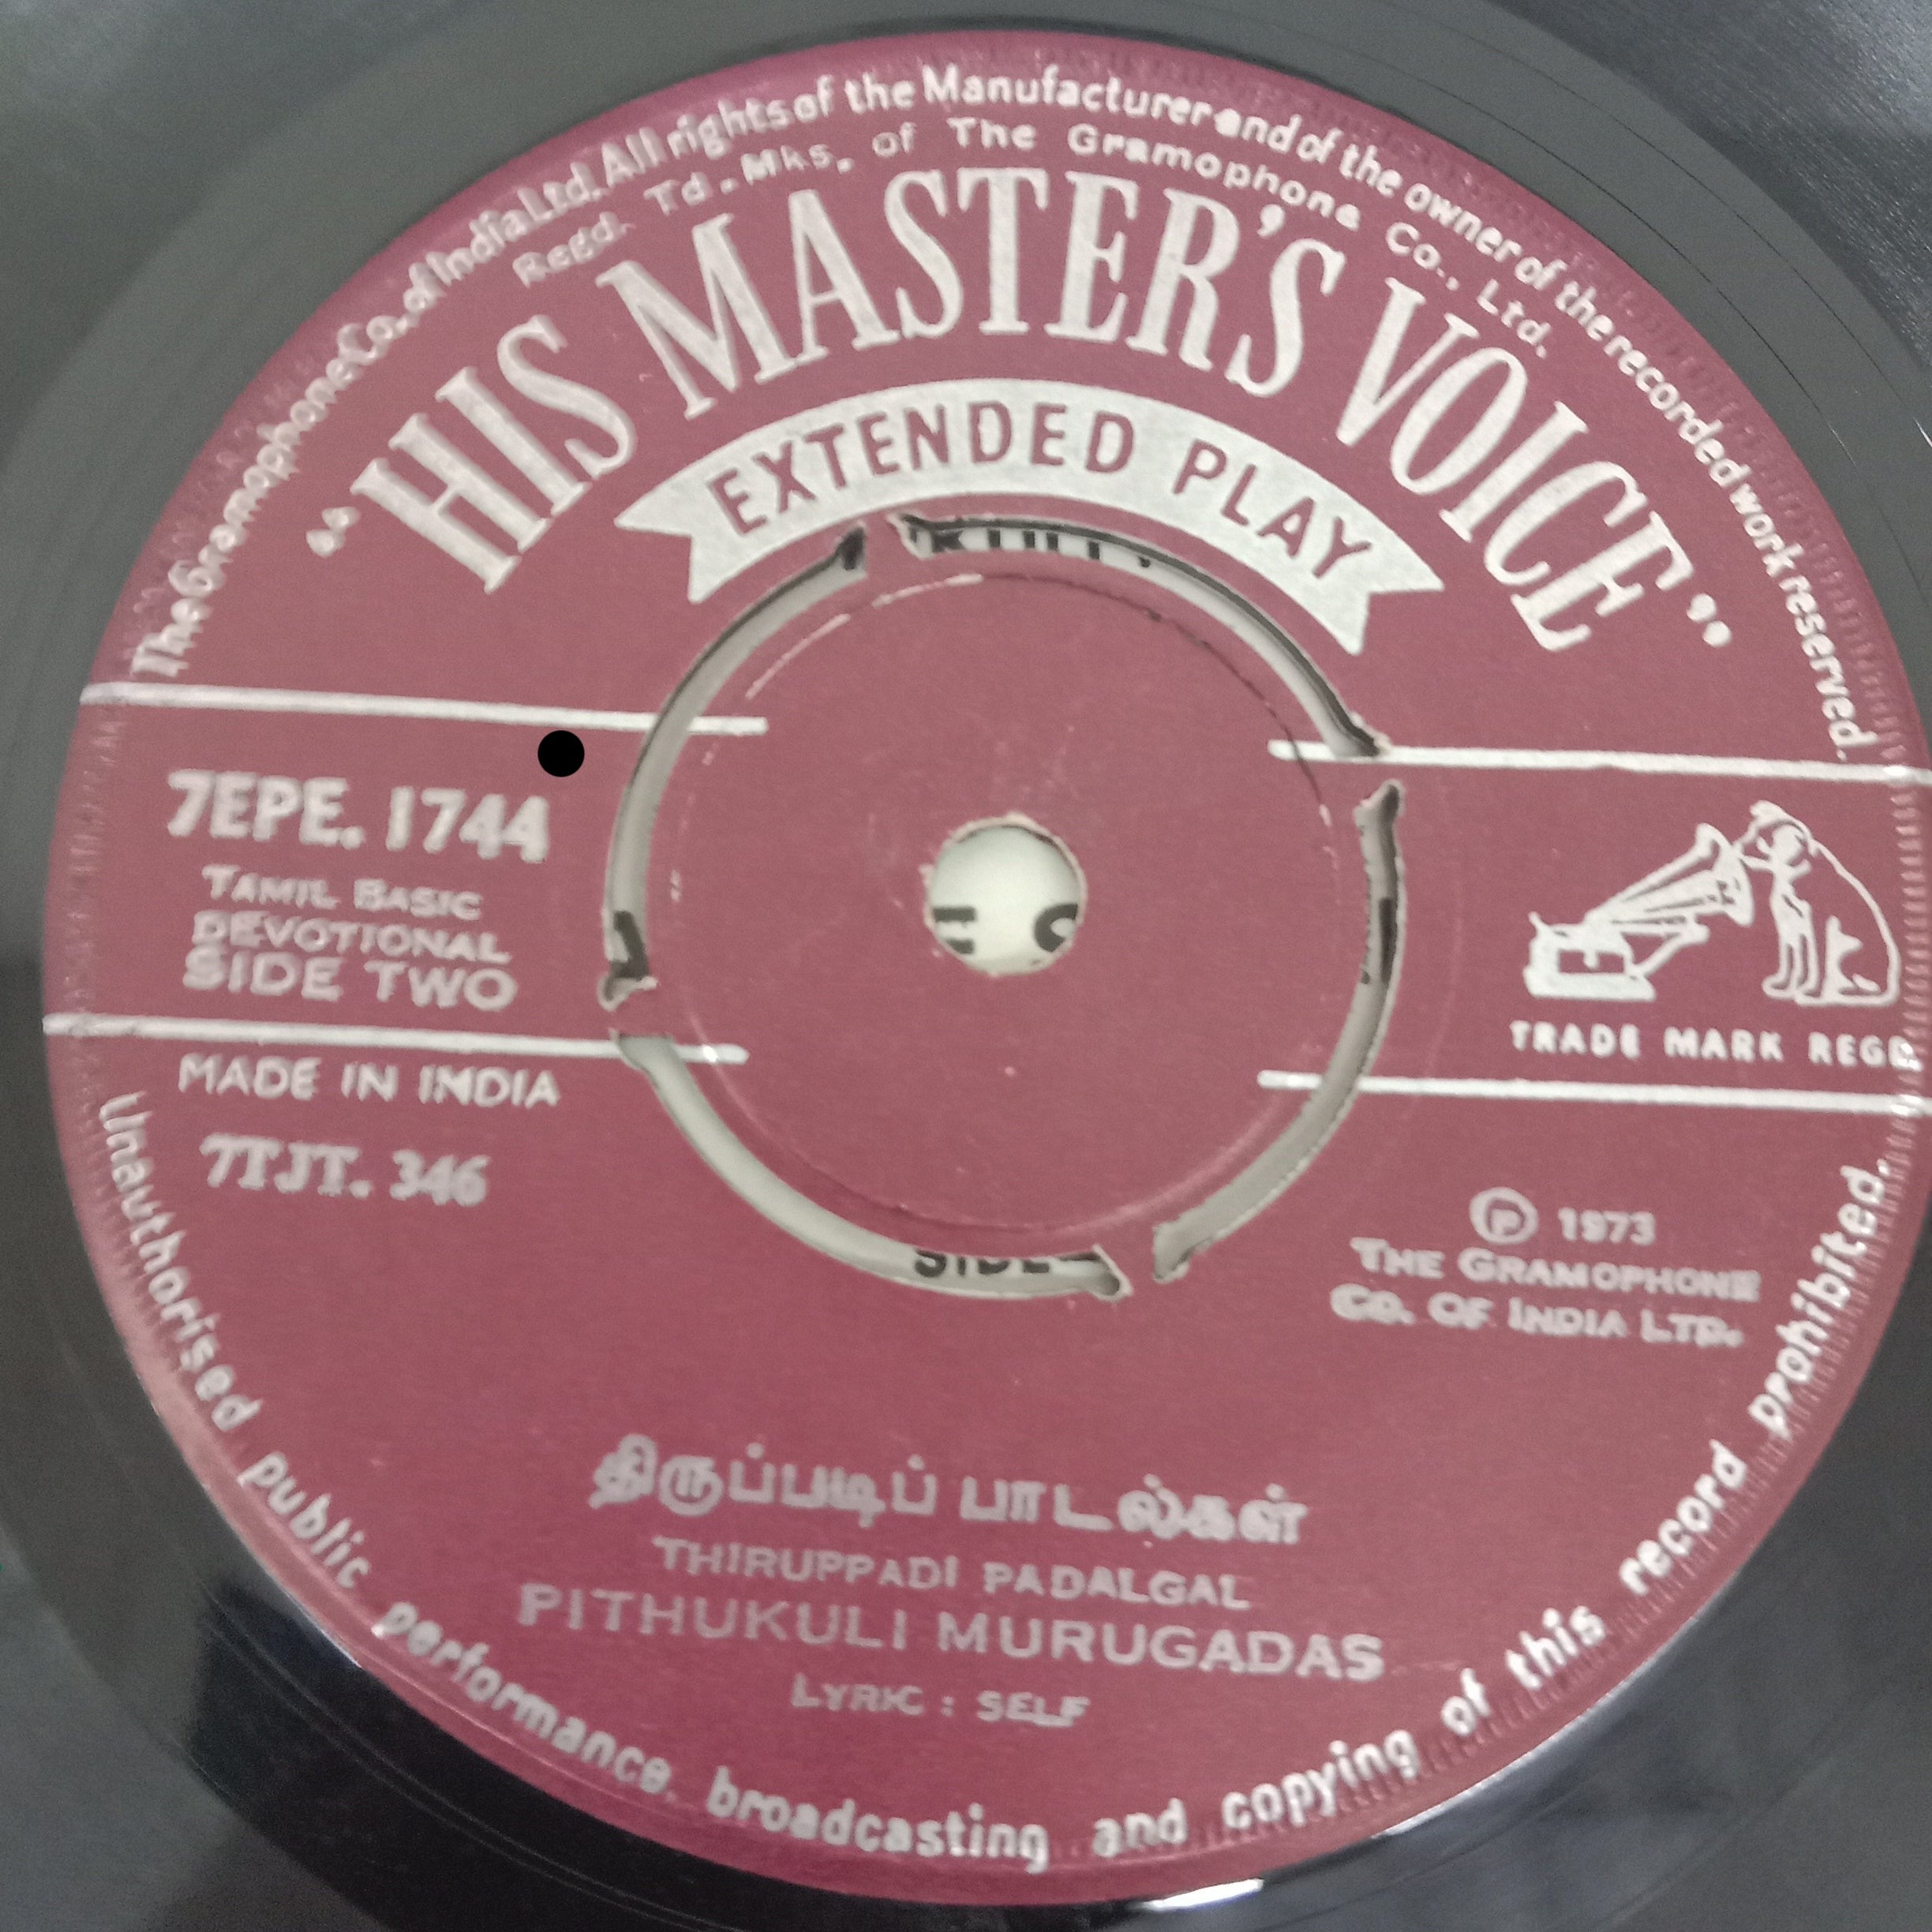 The Gramophone Co. of India Ltd. All rights of the Manufacturer and of the owner of the recorded work reserved.
Regd. Td. Mks. of The Gramophone Co., Ltd.
"HIS MASTER'S VOICE"
EXTENDED PLAY
7EPE. 1744
TAMIL BASIC
DEVOTIONAL
SIDE TWO
TRADE MARK REGD
MADE IN INDIA
7TJT. 346
Ⓟ 1973
THE GRAMOPHONE
CO. OF INDIA LTD.
திருப்படிப் பாடல்கள்
THIRUPPADI PADALGAL
PITHUKULI MURUGADAS
LYRIC : SELF
Unauthorised public performance, broadcasting and copying of this record prohibited.
SIDE